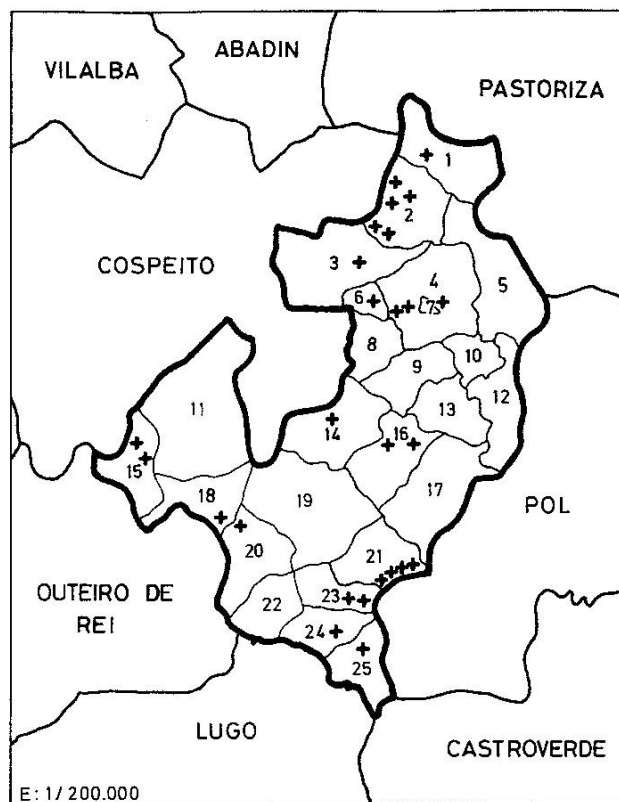 ABADIN
VILALBA
PASTORIZA
1
2
COSPEITO
3
4
5
6
7
8
10
9
11
12
13
14
16
15
17
18
19
POL
20
21
OUTEIRO DE
REI
22
23
24
25
LUGO
CASTROVERDE
E: 1/200.000